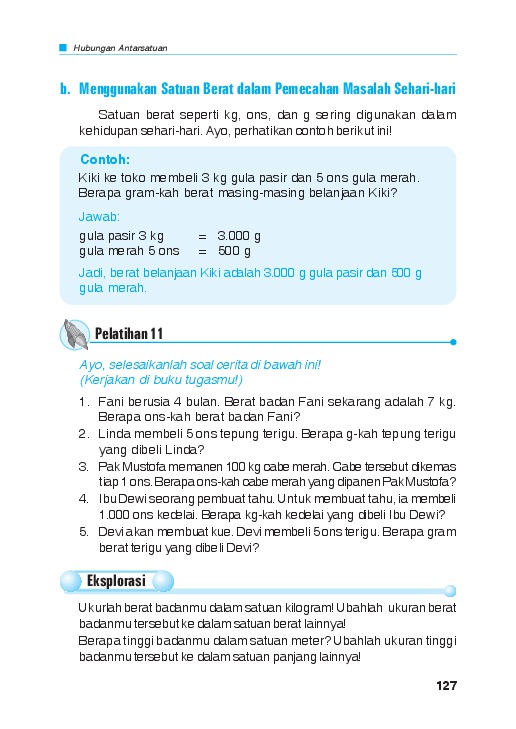 Hubungan Antarsatuan
b. Menggunakan Satuan Berat dalam Pemecahan Masalah Sehari-hari
Satuan berat seperti kg, ons, dan g sering digunakan dalam
kehidupan sehari-hari. Ayo, perhatikan contoh berikut ini!
Contoh:
Kiki ke toko membeli 3 kg gula pasir dan 5 ons gula merah.
Berapa gram-kah berat masing-masing belanjaan Kiki?
Jawab:
gula pasir 3 kg = 3.000 g
gula merah 5 ons = 500 g
Jadi, berat belanjaan Kiki adalah 3.000 g gula pasir dan 500 g
gula merah.
Pelatihan 11
Ayo, selesaikanlah soal cerita di bawah ini!
(Kerjakan di buku tugasmu!)
1. Fani berusia 4 bulan. Berat badan Fani sekarang adalah 7 kg.
Berapa ons-kah berat badan Fani?
2. Linda membeli 5 ons tepung terigu. Berapa g-kah tepung terigu
yang dibeli Linda?
3. Pak Mustofa memanen 100 kg cabe merah. Cabe tersebut dikemas
tiap 1 ons. Berapa ons-kah cabe merah yang dipanen Pak Mustofa?
4. Ibu Dewi seorang pembuat tahu. Untuk membuat tahu, ia membeli
1.000 ons kedelai. Berapa kg-kah kedelai yang dibeli Ibu Dewi?
5. Devi akan membuat kue. Devi membeli 5 ons terigu. Berapa gram
berat terigu yang dibeli Devi?
Eksplorasi
Ukurlah berat badanmu dalam satuan kilogram! Ubahlah ukuran berat
badanmu tersebut ke dalam satuan berat lainnya!
Berapa tinggi badanmu dalam satuan meter? Ubahlah ukuran tinggi
badanmu tersebut ke dalam satuan panjang lainnya!
127